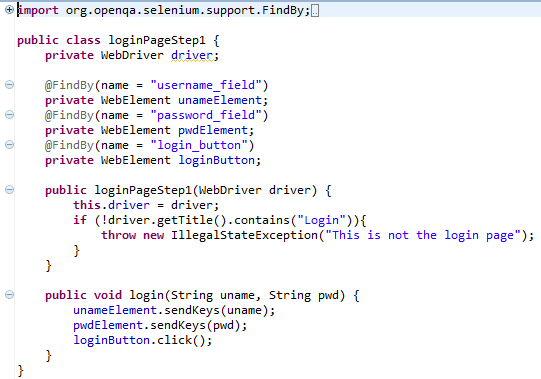 import org.openqa.selenium.support.FindBy;
public class loginPageStep1 {
    private WebDriver driver;
    @FindBy(name = "username_field")
    private WebElement unameElement;
    @FindBy(name = "password_field")
    private WebElement pwdElement;
    @FindBy(name = "login_button")
    private WebElement loginButton;
    public loginPageStep1(WebDriver driver) {
        this.driver = driver;
        if (!driver.getTitle().contains("Login")){
            throw new IllegalStateException("This is not the login page");
        }
    }
    public void login(String uname, String pwd) {
        unameElement.sendKeys(uname);
        pwdElement.sendKeys(pwd);
        loginButton.click();
    }
}